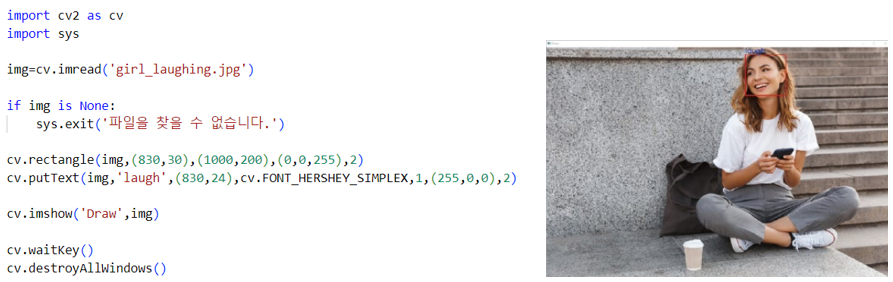 import cv2 as cv
import sys
img=cv.imread('girl_laughing.jpg')
if img is None:
    sys.exit('파일을 찾을 수 없습니다.')
cv.rectangle(img,(830,30),(1000,200),(0,0,255),2)
cv.putText(img,'laugh',(830,24),cv.FONT_HERSHEY_SIMPLEX,1,(255,0,0),2)
cv.imshow('Draw',img)
cv.waitKey()
cv.destroyAllWindows()